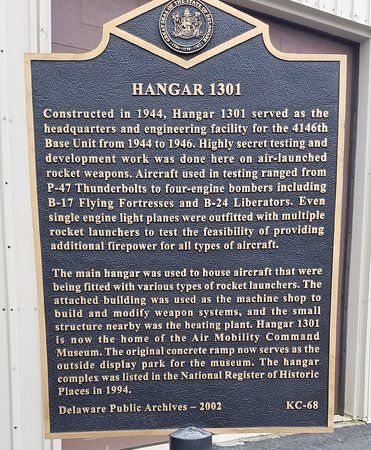 HANGAR 1301
Constructed in 1944, Hangar 1301 served as the
headquarters and engineering facility for the 4146th
Base Unit from 1944 to 1946. Highly secret testing and
development work was done here on air-launched
rocket weapons. Aircraft used in testing ranged from
P-47 Thunderbolts to four-engine bombers including
B-17 Flying Fortresses and B-24 Liberators. Even
single engine light planes were outfitted with multiple
rocket launchers to test the feasibility of providing
additional firepower for all types of aircraft.
The main hangar was used to house aircraft that were
being fitted with various types of rocket launchers. The
attached building was used as the machine shop to
build and modify weapon systems, and the small
structure nearby was the heating plant. Hangar 1301
is now the home of the Air Mobility Command
Museum. The original concrete ramp now serves as the
outside display park for the museum. The hangar
complex was listed in the National Register of Historic
Places in 1994.
Delaware Public Archives – 2002 KC-68